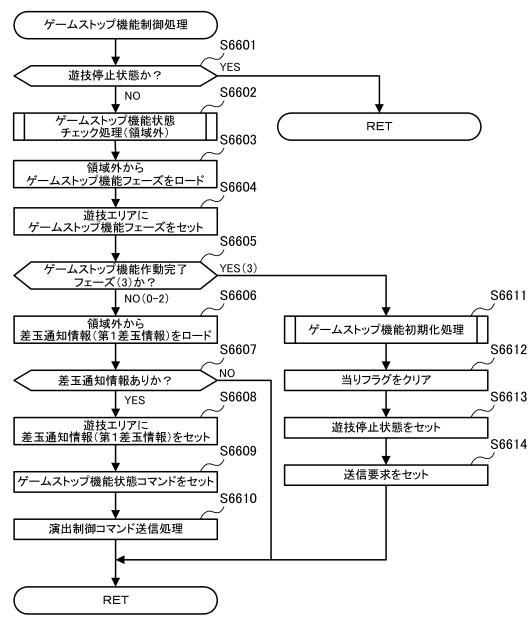 ゲームストップ機能制御処理
S6601
遊技停止状態か？
YES
NO
RET
S6602
ゲームストップ機能状態
チェック処理(領域外)
S6603
領域外から
ゲームストップ機能フェーズをロード
S6604
遊技エリアに
ゲームストップ機能フェーズをセット
S6605
ゲームストップ機能作動完了
フェーズ(3)か？
YES(3)
NO(0-2)
S6606
領域外から
差玉通知情報(第1差玉情報)をロード
S6607
差玉通知情報ありか？
NO
YES
S6608
遊技エリアに
差玉通知情報(第1差玉情報)をセット
S6609
ゲームストップ機能状態コマンドをセット
S6610
演出制御コマンド送信処理
S6611
ゲームストップ機能初期化処理
S6612
当りフラグをクリア
S6613
遊技停止状態をセット
S6614
送信要求をセット
RET